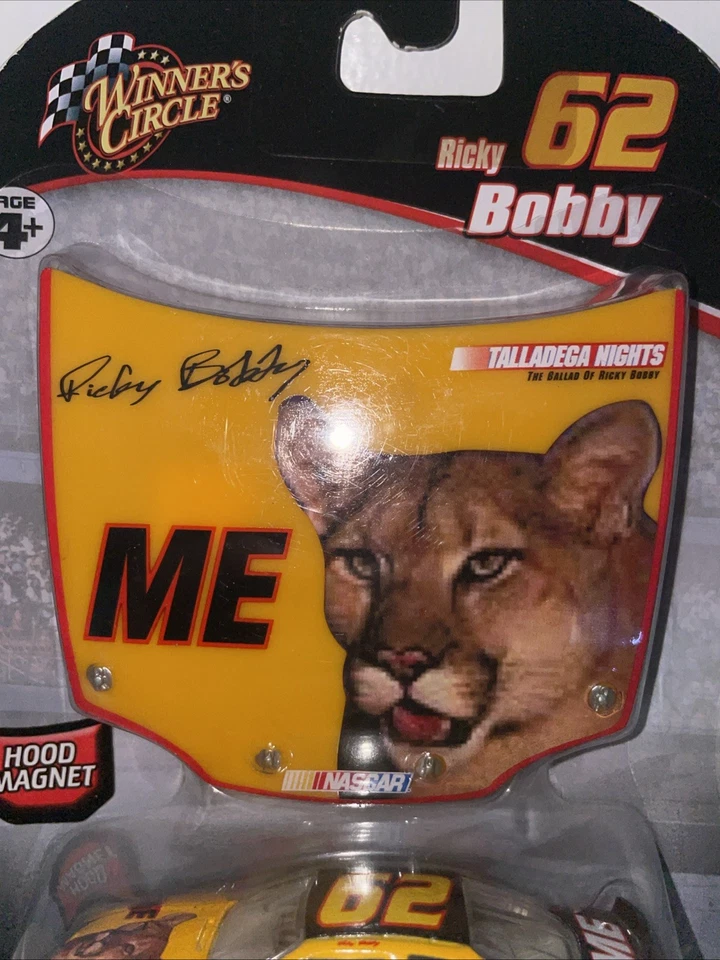 WINNER'S
CIRCLE®
62
Ricky
Bobby
AGE
4+
Ricky Bobby
TALLADEGA NIGHTS
THE BALLAD OF RICKY BOBBY
ME
HOOD
MAGNET
NASCAR
62
ME